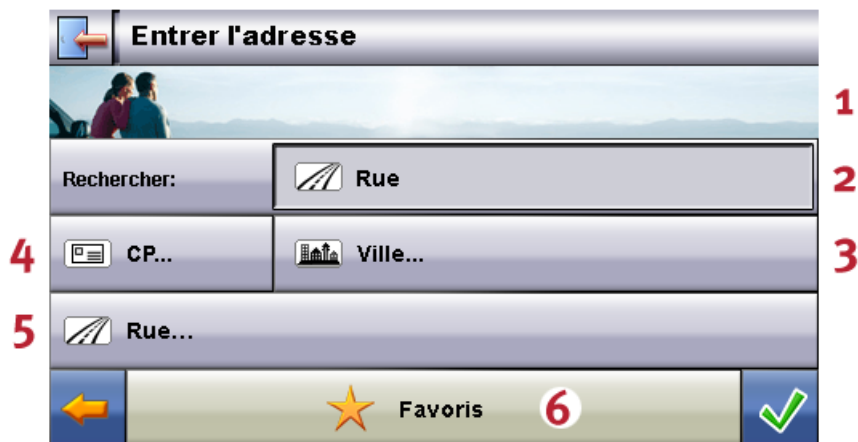 Entrer l'adresse
1
Rechercher: Rue 2
4 CP... Ville... 3
5 Rue...
Favoris 6